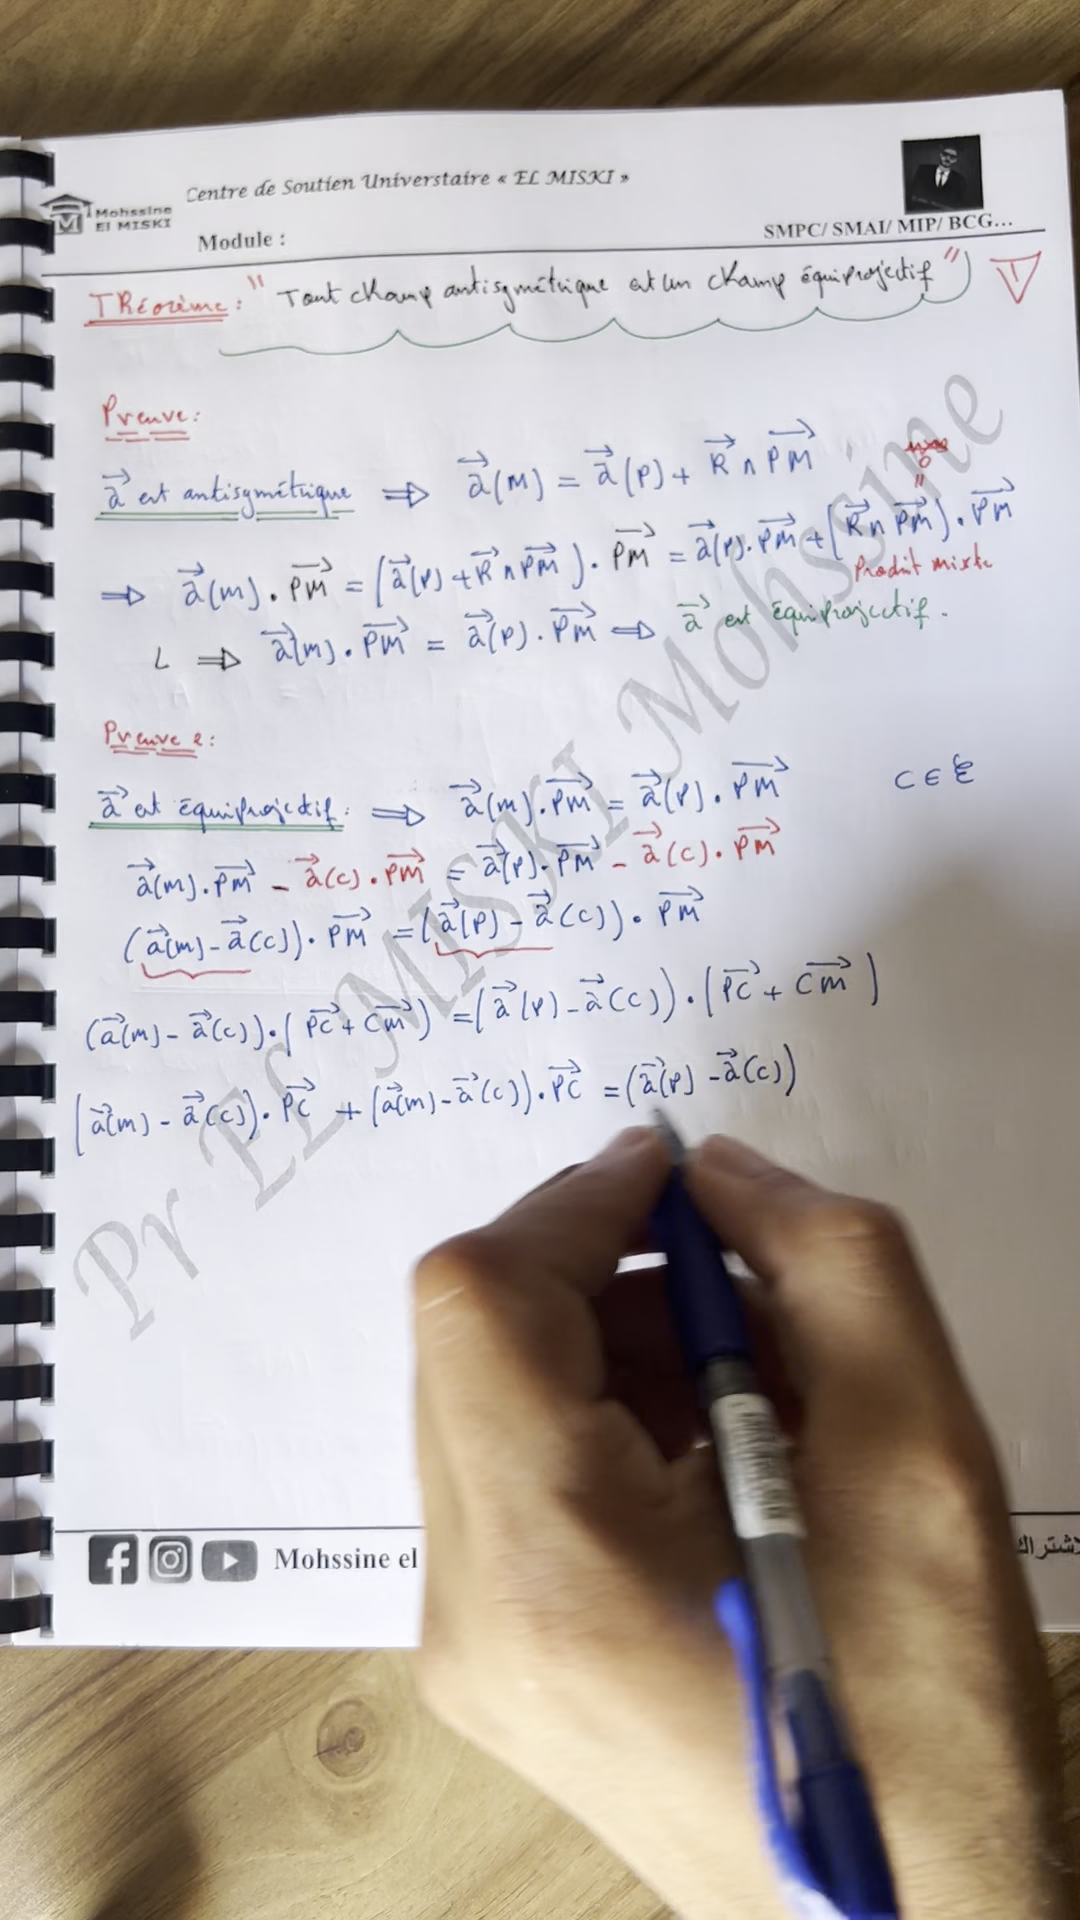 Centre de Soutien Universtaire « EL MISKI »
Mohssine
El MISKI
Module :
SMPC/ SMAI/ MIP/ BCG...
Théorème : " Tout champ antisymétrique est un champ équiprojectif "
Preuve :
a⃗ est antisymétrique ⇒ a⃗(M) = a⃗(P) + R⃗ ∧ PM⃗
0
"
⇒ a⃗(M) . PM⃗ = (a⃗(P) + R⃗ ∧ PM⃗) . PM⃗ = a⃗(P) . PM⃗ + (R⃗ ∧ PM⃗) . PM⃗
Produit mixte
⇒ a⃗(M) . PM⃗ = a⃗(P) . PM⃗ ⇒ a⃗ est équiprojectif .
Preuve 2 :
a⃗ est équiprojectif : ⇒ a⃗(M) . PM⃗ = a⃗(P) . PM⃗ C ∈ ℰ
a⃗(M) . PM⃗ - a⃗(C) . PM⃗ = a⃗(P) . PM⃗ - a⃗(C) . PM⃗
(a⃗(M) - a⃗(C)) . PM⃗ = (a⃗(P) - a⃗(C)) . PM⃗
(a⃗(M) - a⃗(C)) . (PC⃗ + CM⃗) = (a⃗(P) - a⃗(C)) . (PC⃗ + CM⃗)
(a⃗(M) - a⃗(C)) . PC⃗ + (a⃗(M) - a⃗(C)) . PC⃗ = (a⃗(P) - a⃗(C))
Pr EL MISKI Mohssine
Mohssine el